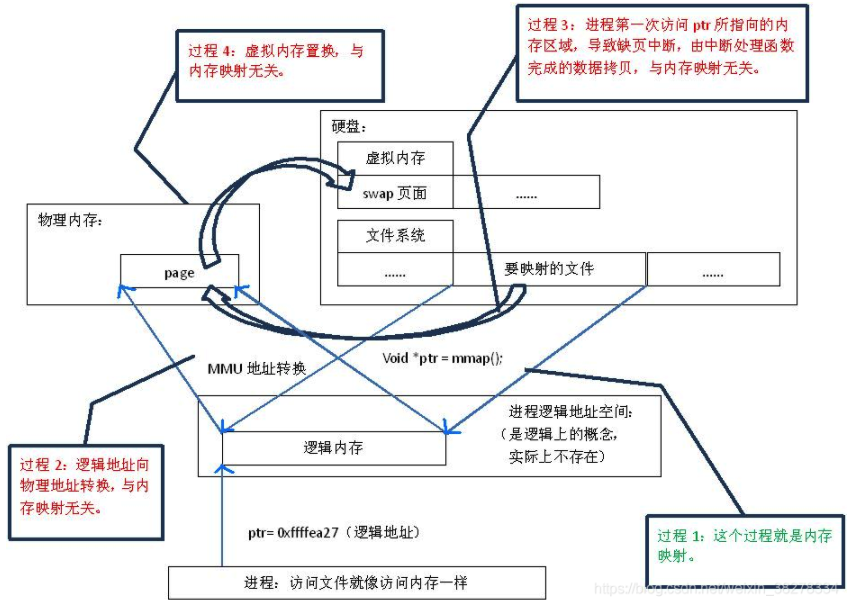 过程 4：虚拟内存置换，与
内存映射无关。
过程 3：进程第一次访问 ptr 所指向的内
存区域，导致缺页中断，由中断处理函数
完成的数据拷贝，与内存映射无关。
硬盘：
虚拟内存
swap 页面
......
物理内存：
page
文件系统
......
要映射的文件
......
MMU 地址转换
Void *ptr = mmap();
进程逻辑地址空间：
（是逻辑上的概念，
实际上不存在）
逻辑内存
过程 2：逻辑地址向
物理地址转换，与内
存映射无关。
ptr= 0xffffea27（逻辑地址）
过程 1：这个过程就是内存
映射。
进程：访问文件就像访问内存一样
https://blog.csdn.net/weixin_38278334